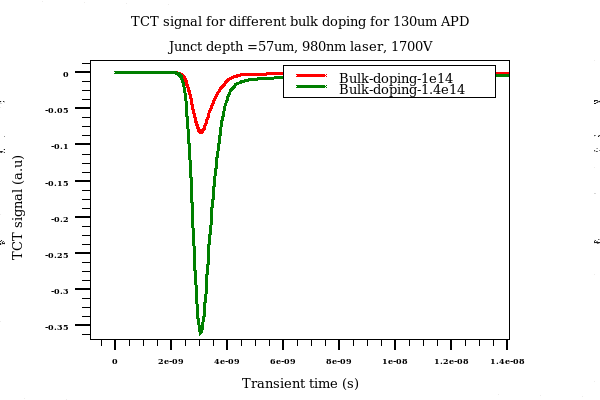 TCT signal for different bulk doping for 130um APD
Junct depth =57um, 980nm laser, 1700V
Bulk-doping-1e14
Bulk-doping-1.4e14
TCT signal (a.u)
0
-0.05
-0.1
-0.15
-0.2
-0.25
-0.3
-0.35
0
2e-09
4e-09
6e-09
8e-09
1e-08
1.2e-08
1.4e-08
Transient time (s)